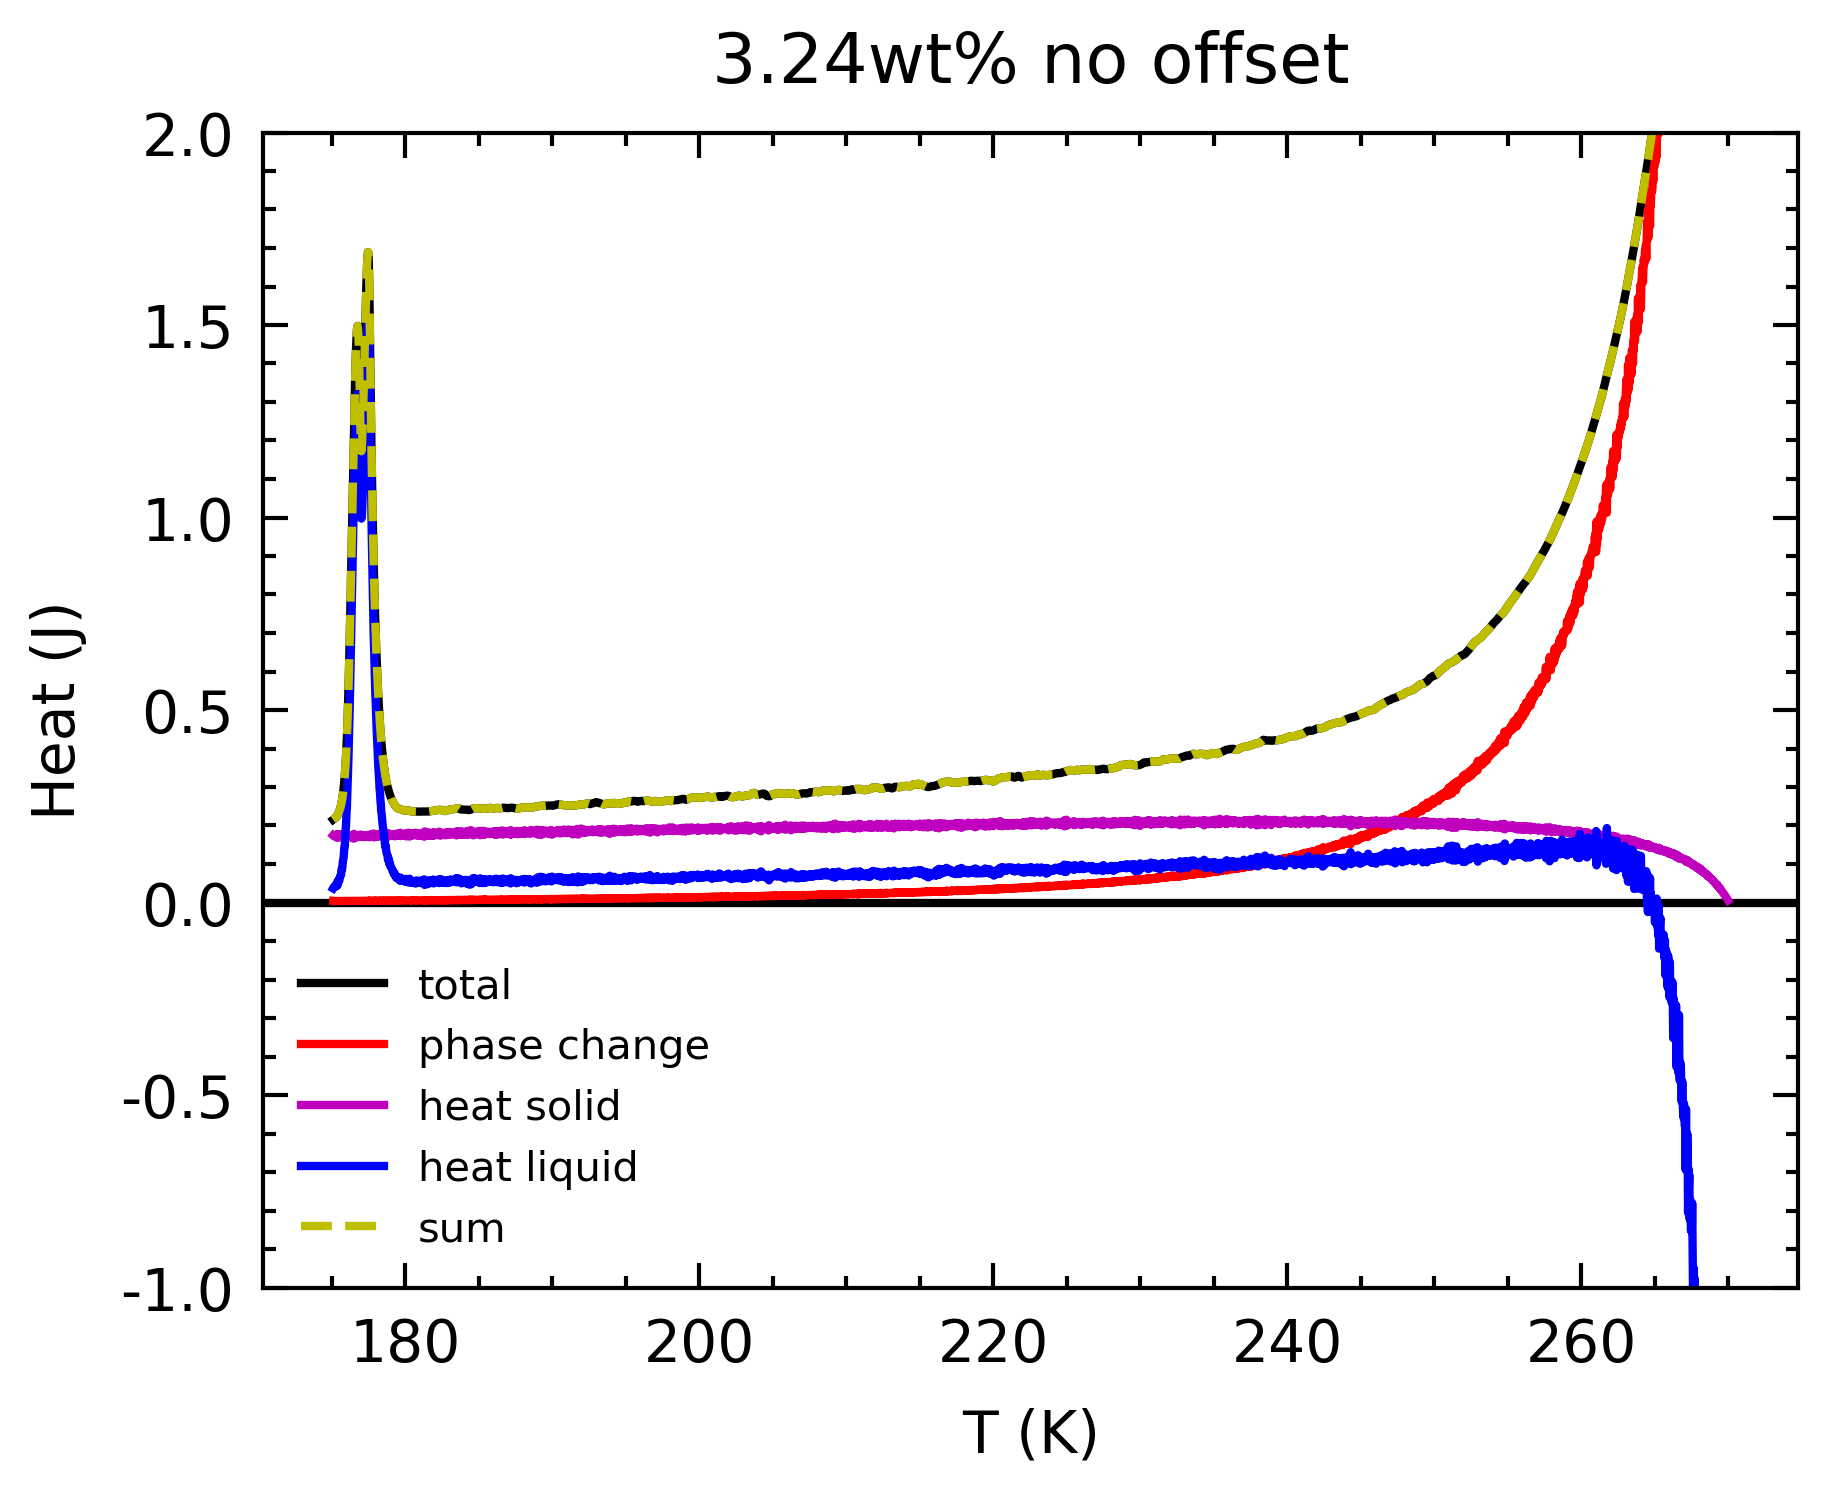 3.24wt% no offset
2.0
1.5
1.0
0.5
0.0
-0.5
-1.0
Heat (J)
total
phase change
heat solid
heat liquid
sum
180 200 220 240 260
T (K)